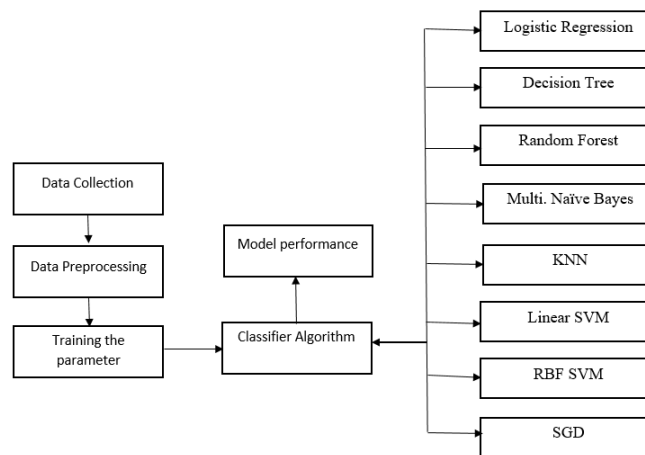 Data Collection
Data Preprocessing
Training the
parameter
Classifier Algorithm
Model performance
Logistic Regression
Decision Tree
Random Forest
Multi. Naïve Bayes
KNN
Linear SVM
RBF SVM
SGD